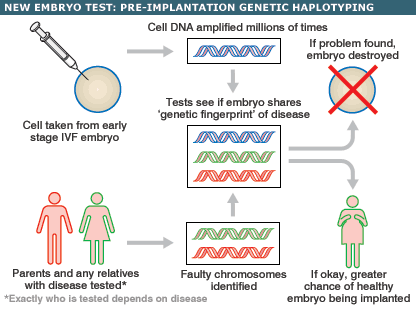 NEW EMBRYO TEST: PRE-IMPLANTATION GENETIC HAPLOTYPING
Cell DNA amplified millions of times
If problem found,
embryo destroyed
Tests see if embryo shares
‘genetic fingerprint’ of disease
Cell taken from early
stage IVF embryo
Parents and any relatives
with disease tested*
*Exactly who is tested depends on disease
Faulty chromosomes
identified
If okay, greater
chance of healthy
embryo being implanted